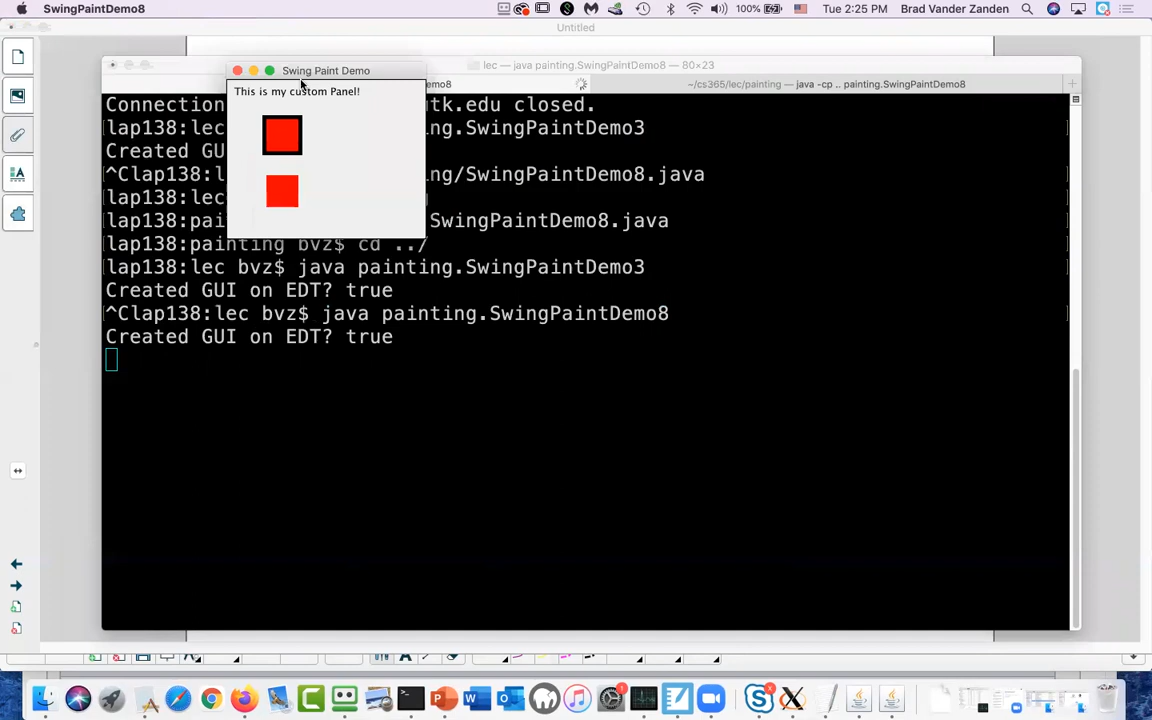 SwingPaintDemo8
100%
Tue 2:25 PM
Brad Vander Zanden
Untitled
lec — java painting.SwingPaintDemo8 — 80×23
Swing Paint Demo
This is my custom Panel!
mo8
~/cs365/lec/painting — java -cp .. painting.SwingPaintDemo8
Connection utk.edu closed.
lap138:lec ng.SwingPaintDemo3
Created GU
^Clap138:l ng/SwingPaintDemo8.java
lap138:lec
lap138:pai SwingPaintDemo8.java
lap138:painting bvz$ cd ../
lap138:lec bvz$ java painting.SwingPaintDemo3
Created GUI on EDT? true
^Clap138:lec bvz$ java painting.SwingPaintDemo8
Created GUI on EDT? true